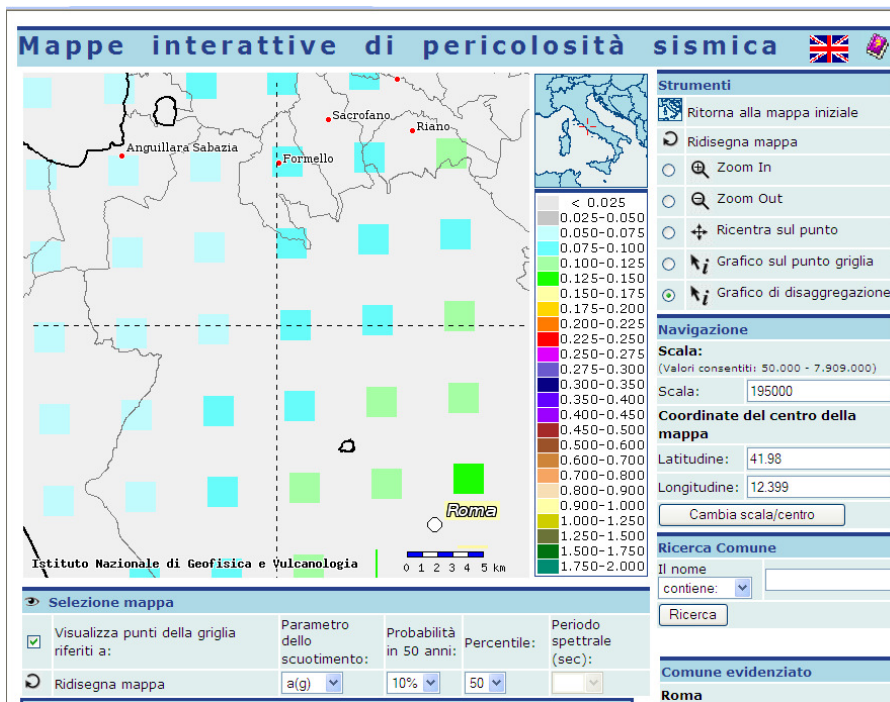 Mappe interattive di pericolosità sismica
Sacrofano
Riano
Anguillara Sabazia
Formello
Roma
Istituto Nazionale di Geofisica e Vulcanologia
0 1 2 3 4 5 km
< 0.025
0.025-0.050
0.050-0.075
0.075-0.100
0.100-0.125
0.125-0.150
0.150-0.175
0.175-0.200
0.200-0.225
0.225-0.250
0.250-0.275
0.275-0.300
0.300-0.350
0.350-0.400
0.400-0.450
0.450-0.500
0.500-0.600
0.600-0.700
0.700-0.800
0.800-0.900
0.900-1.000
1.000-1.250
1.250-1.500
1.500-1.750
1.750-2.000
Strumenti
Ritorna alla mappa iniziale
Ridisegna mappa
Zoom In
Zoom Out
Ricentra sul punto
i Grafico sul punto griglia
i Grafico di disaggregazione
Navigazione
Scala:
(Valori consentiti: 50.000 - 7.909.000)
Scala: 195000
Coordinate del centro della
mappa
Latitudine: 41.98
Longitudine: 12.399
Cambia scala/centro
Ricerca Comune
Il nome
contiene:
Ricerca
Comune evidenziato
Roma
Selezione mappa
Visualizza punti della griglia
riferiti a:
Parametro
dello
scuotimento:
Probabilità
in 50 anni:
Percentile:
Periodo
spettrale
(sec):
Ridisegna mappa
a(g) 10% 50